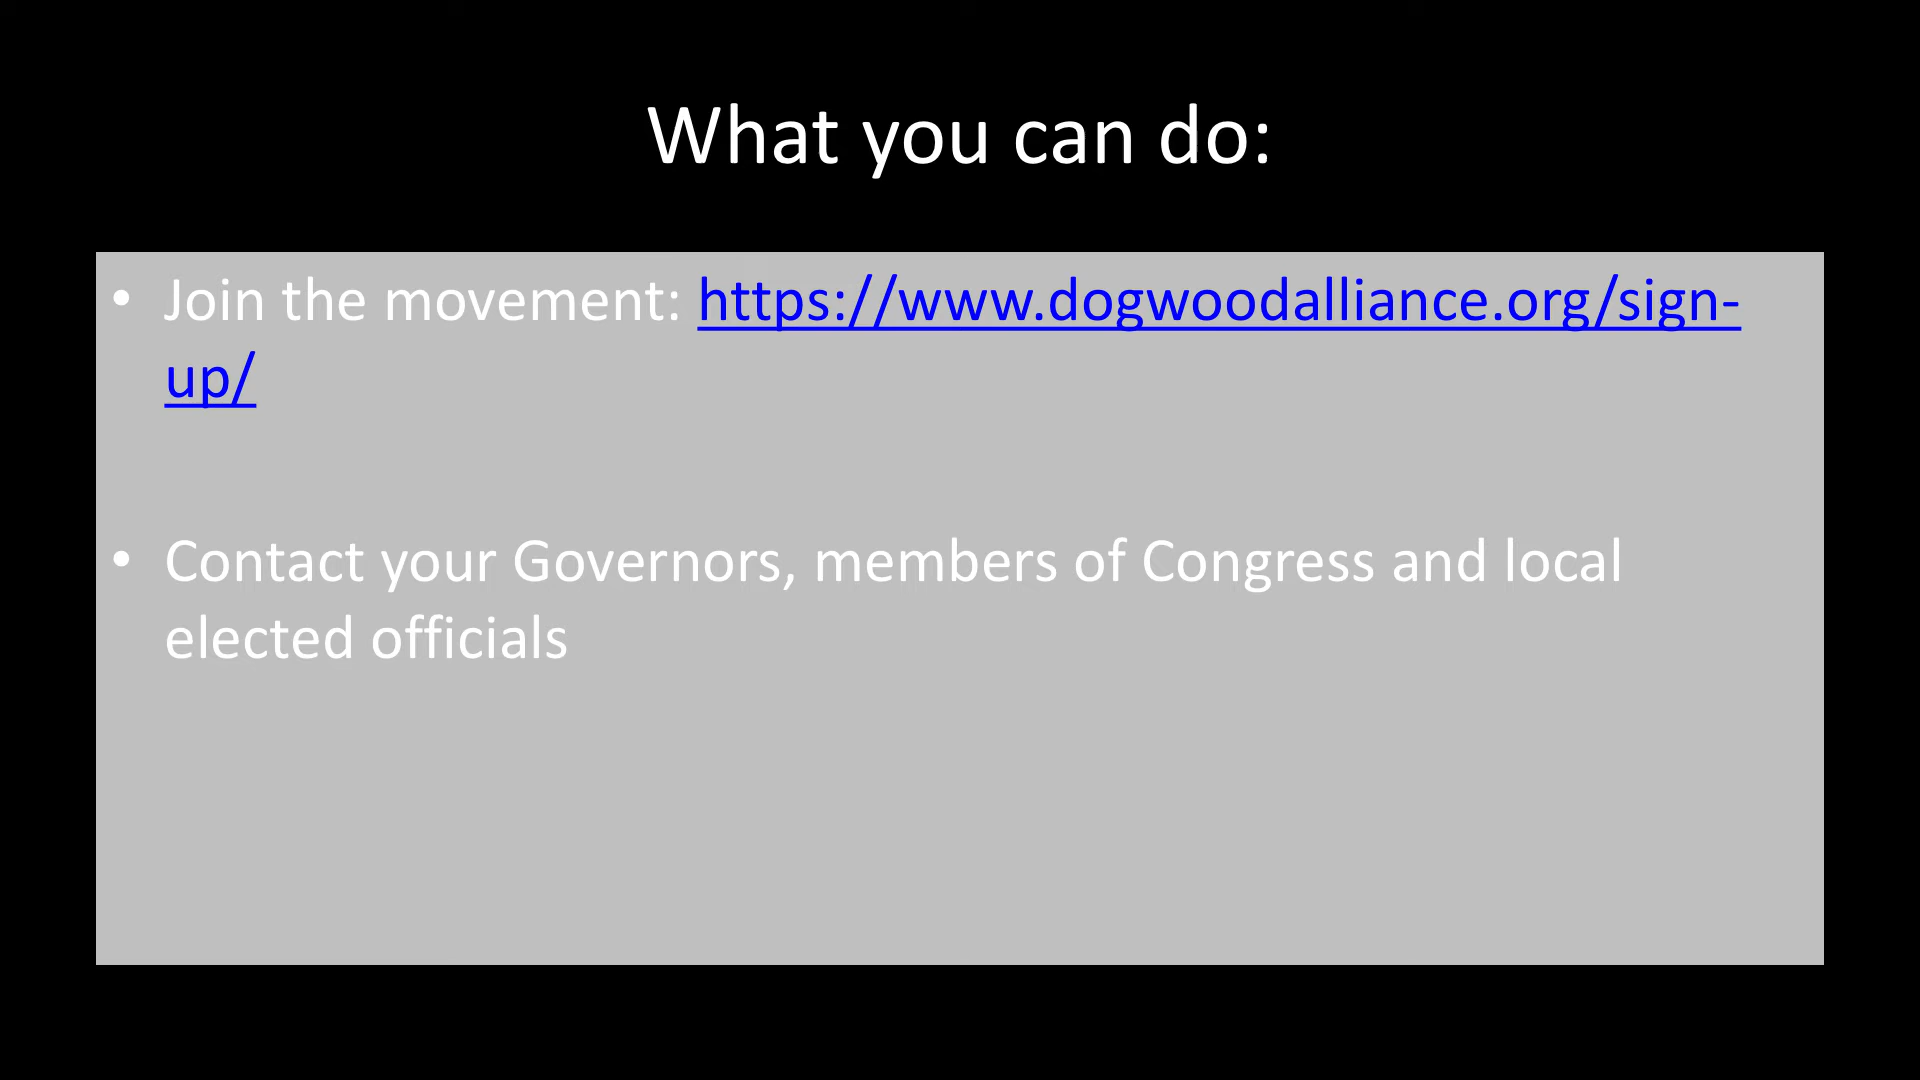 What you can do:
• Join the movement: https://www.dogwoodalliance.org/sign-
up/
• Contact your Governors, members of Congress and local
elected officials